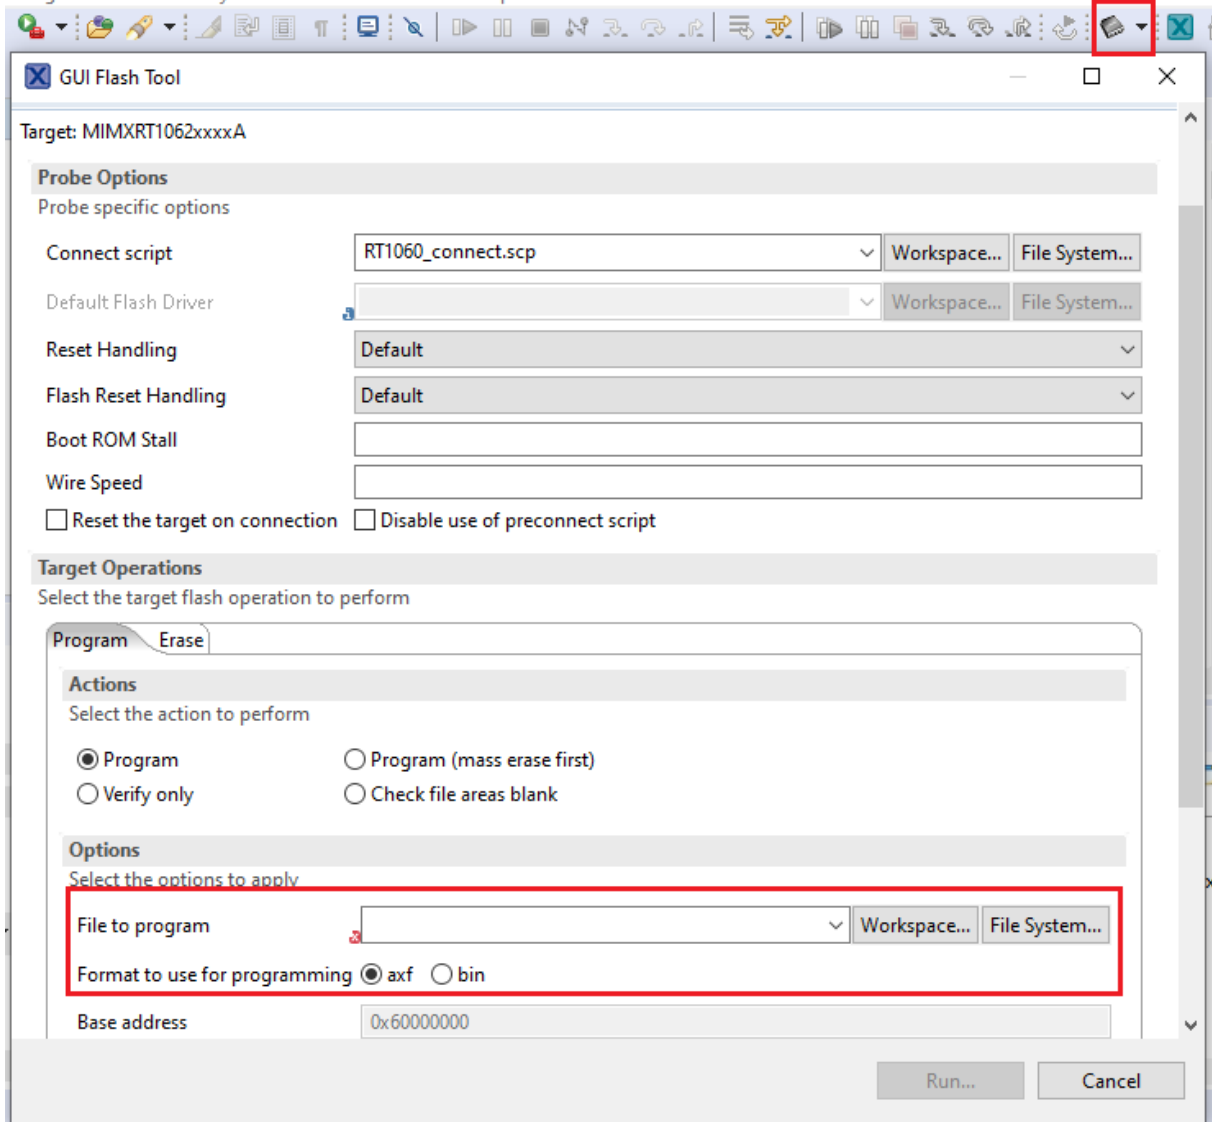 GUI Flash Tool
Target: MIMXRT1062xxxxA
Probe Options
Probe specific options
Connect script RT1060_connect.scp Workspace... File System...
Default Flash Driver Workspace... File System...
Reset Handling Default
Flash Reset Handling Default
Boot ROM Stall
Wire Speed
Reset the target on connection Disable use of preconnect script
Target Operations
Select the target flash operation to perform
Program Erase
Actions
Select the action to perform
Program Program (mass erase first)
Verify only Check file areas blank
Options
Select the options to apply
File to program Workspace... File System...
Format to use for programming axf bin
Base address 0x60000000
Run... Cancel